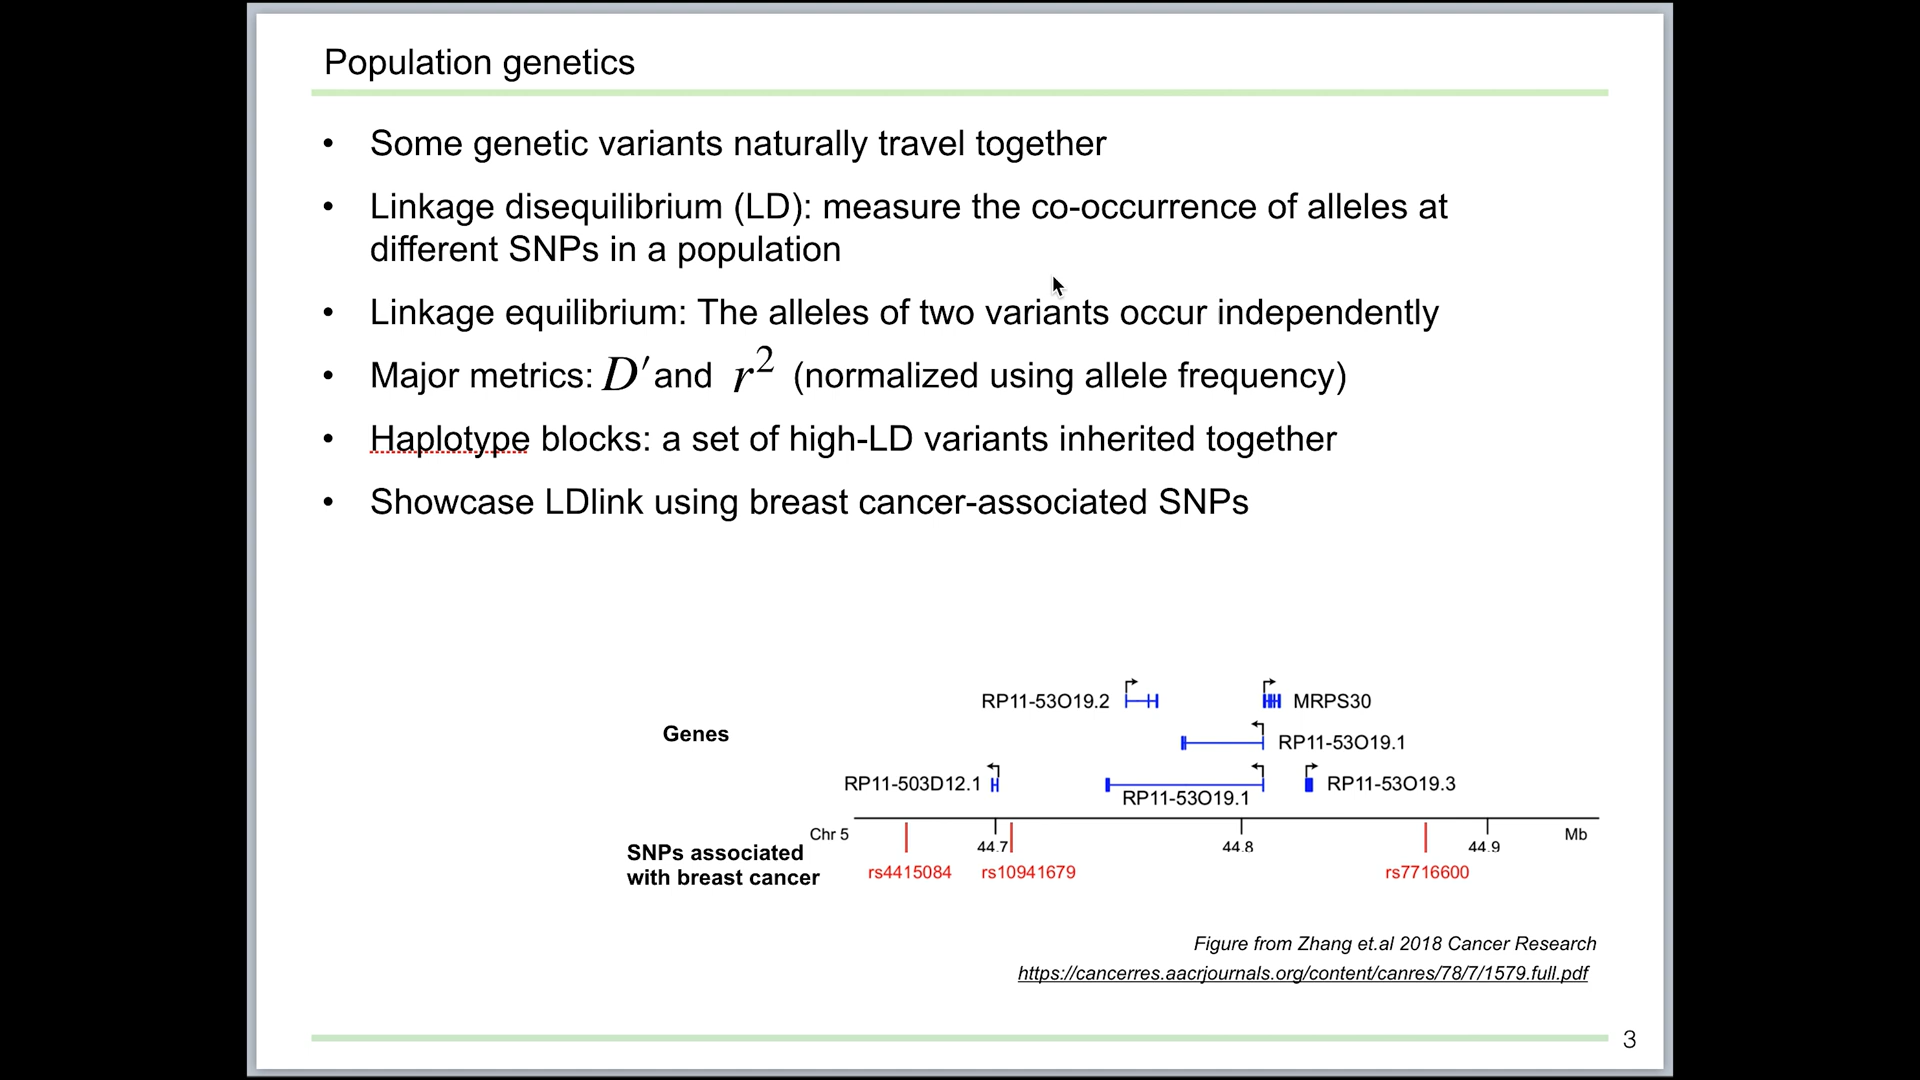 Population genetics
• Some genetic variants naturally travel together
• Linkage disequilibrium (LD): measure the co-occurrence of alleles at
different SNPs in a population
• Linkage equilibrium: The alleles of two variants occur independently
• Major metrics: D′ and r² (normalized using allele frequency)
• Haplotype blocks: a set of high-LD variants inherited together
• Showcase LDlink using breast cancer-associated SNPs
RP11-53O19.2
MRPS30
Genes
RP11-53O19.1
RP11-503D12.1
RP11-53O19.3
RP11-53O19.1
Chr 5
44.7
44.8
44.9
Mb
SNPs associated
with breast cancer
rs4415084
rs10941679
rs7716600
Figure from Zhang et.al 2018 Cancer Research
https://cancerres.aacrjournals.org/content/canres/78/7/1579.full.pdf
3